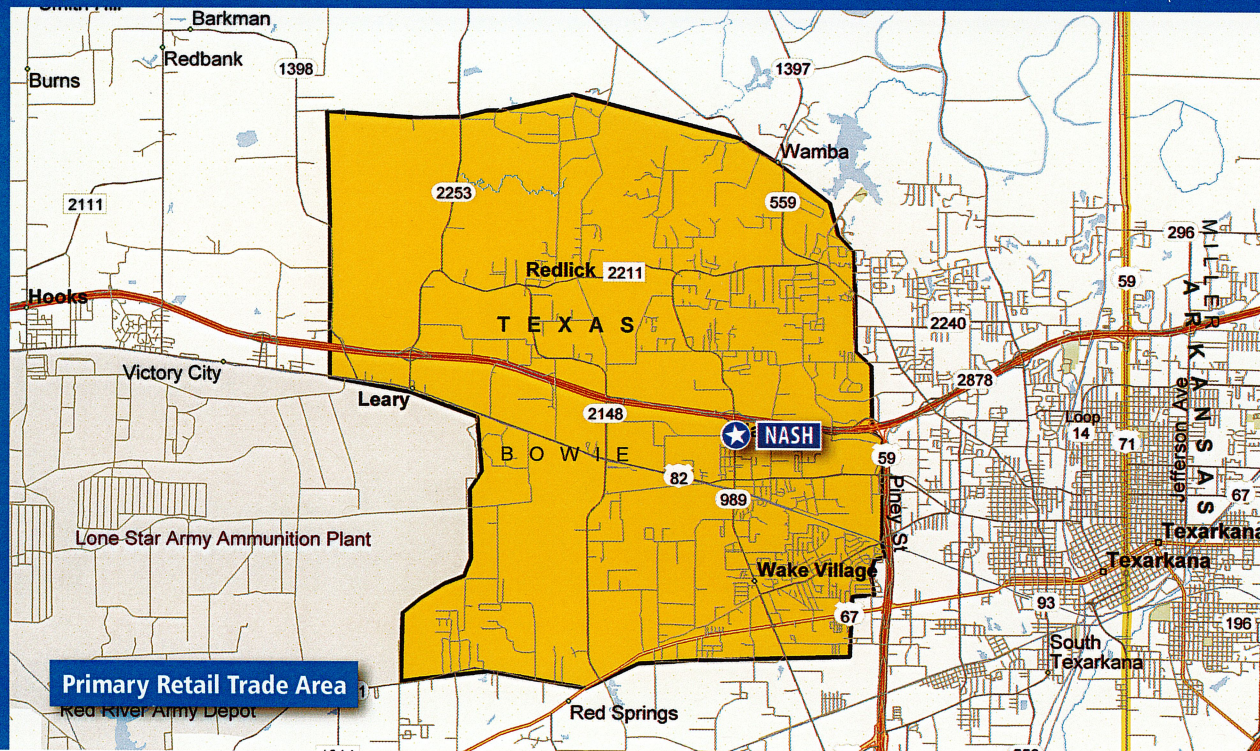 Barkman
Redbank
Burns
1398
1397
Wamba
2111
2253
559
296
MILLER
ARKANSAS
Redlick
2211
59
Hooks
TEXAS
2240
Victory City
2878
Leary
2148
Loop
14
Jefferson Ave
NASH
71
BOWIE
59
82
989
Piney St
67
Lone Star Army Ammunition Plant
Texarkana
Texarkana
Wake Village
93
67
196
South
Texarkana
Primary Retail Trade Area
Red River Army Depot
Red Springs